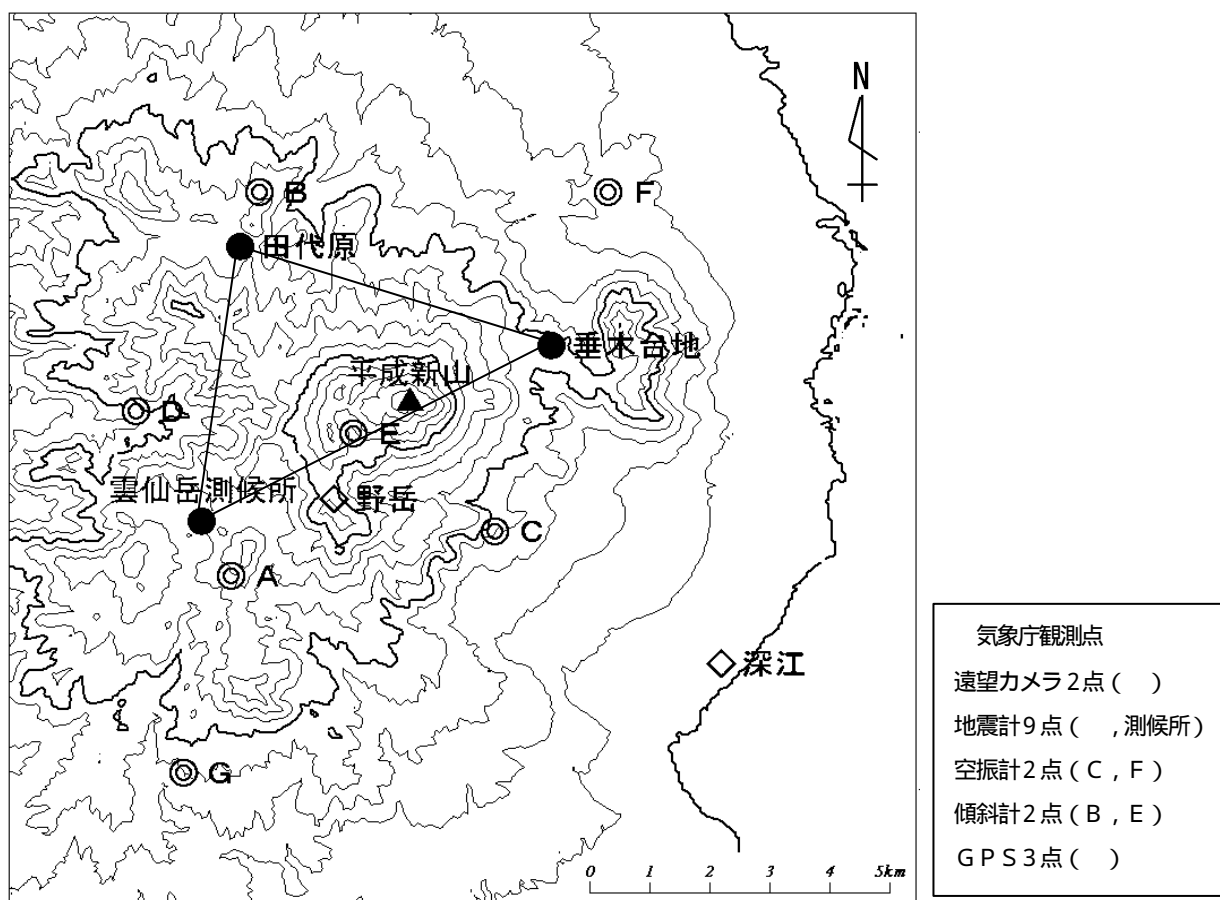 N
B
F
田代原
垂木台地
平成新山
D
E
雲仙岳測候所
野岳
C
A
深江
G
0 1 2 3 4 5km
気象庁観測点
遠望カメラ2点( )
地震計9点( ,測候所)
空振計2点(C,F)
傾斜計2点(B,E)
GPS3点( )